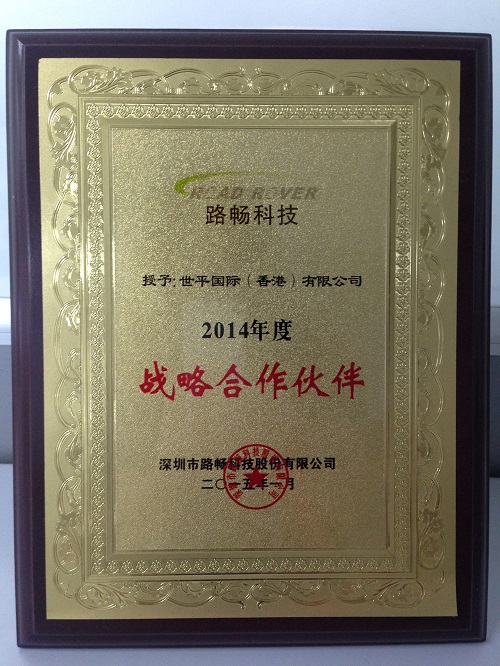 ROAD ROVER
路畅科技
授予:世平国际(香港)有限公司
2014年度
战略合作伙伴
深圳市路畅科技股份有限公司
二〇一五年一月